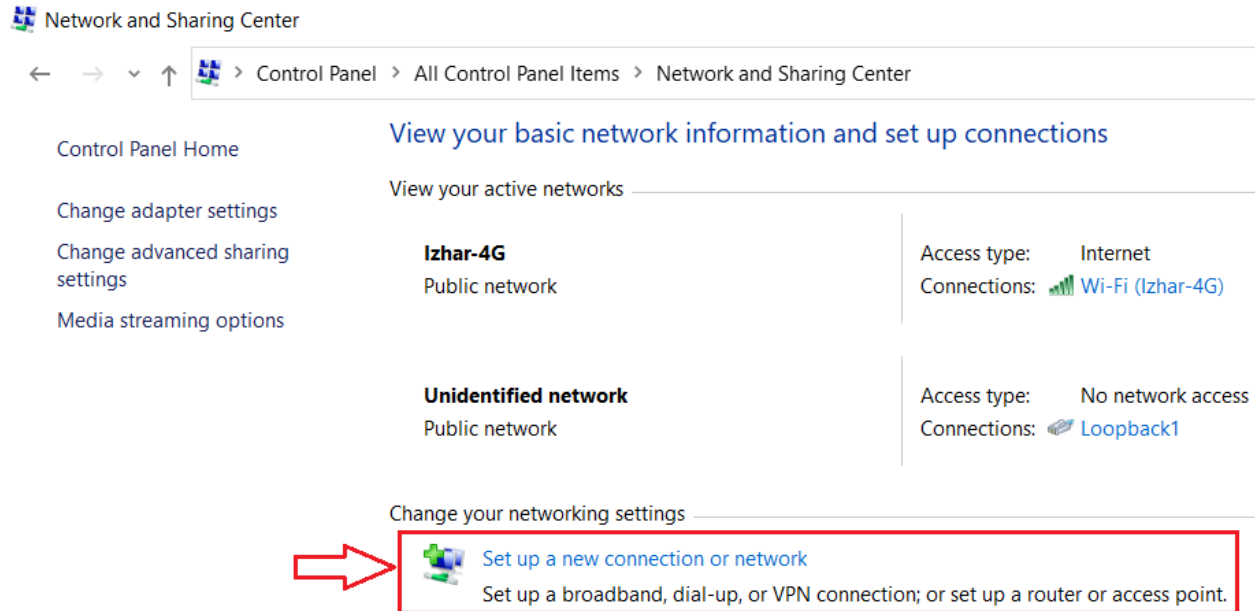 Network and Sharing Center
Control Panel > All Control Panel Items > Network and Sharing Center
Control Panel Home
Change adapter settings
Change advanced sharing
settings
Media streaming options
View your basic network information and set up connections
View your active networks
Izhar-4G
Public network
Access type: Internet
Connections: Wi-Fi (Izhar-4G)
Unidentified network
Public network
Access type: No network access
Connections: Loopback1
Change your networking settings
Set up a new connection or network
Set up a broadband, dial-up, or VPN connection; or set up a router or access point.